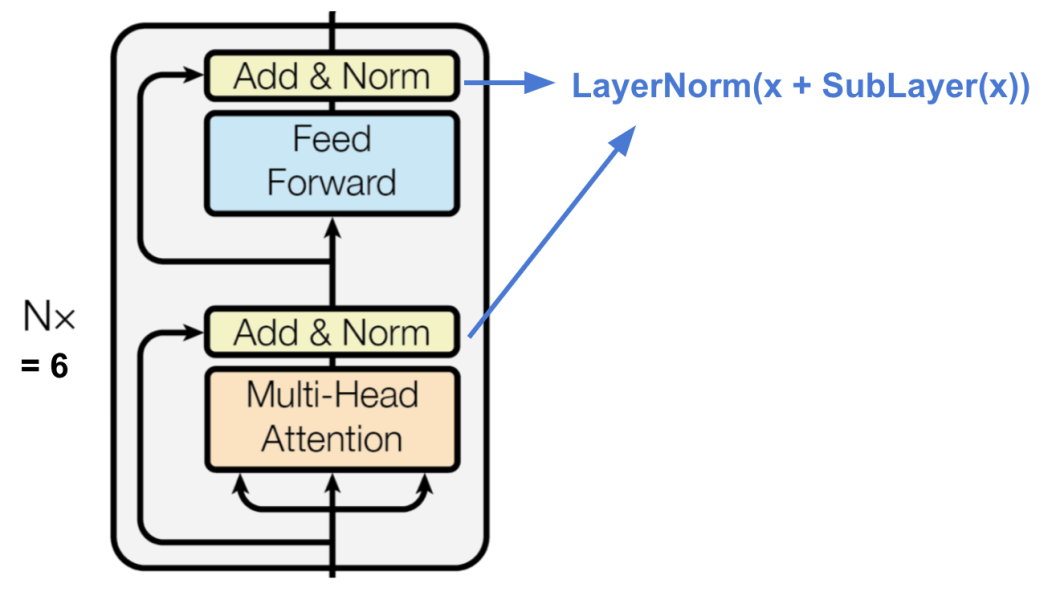 Add & Norm
LayerNorm(x + SubLayer(x))
Feed
Forward
N×
= 6
Add & Norm
Multi-Head
Attention